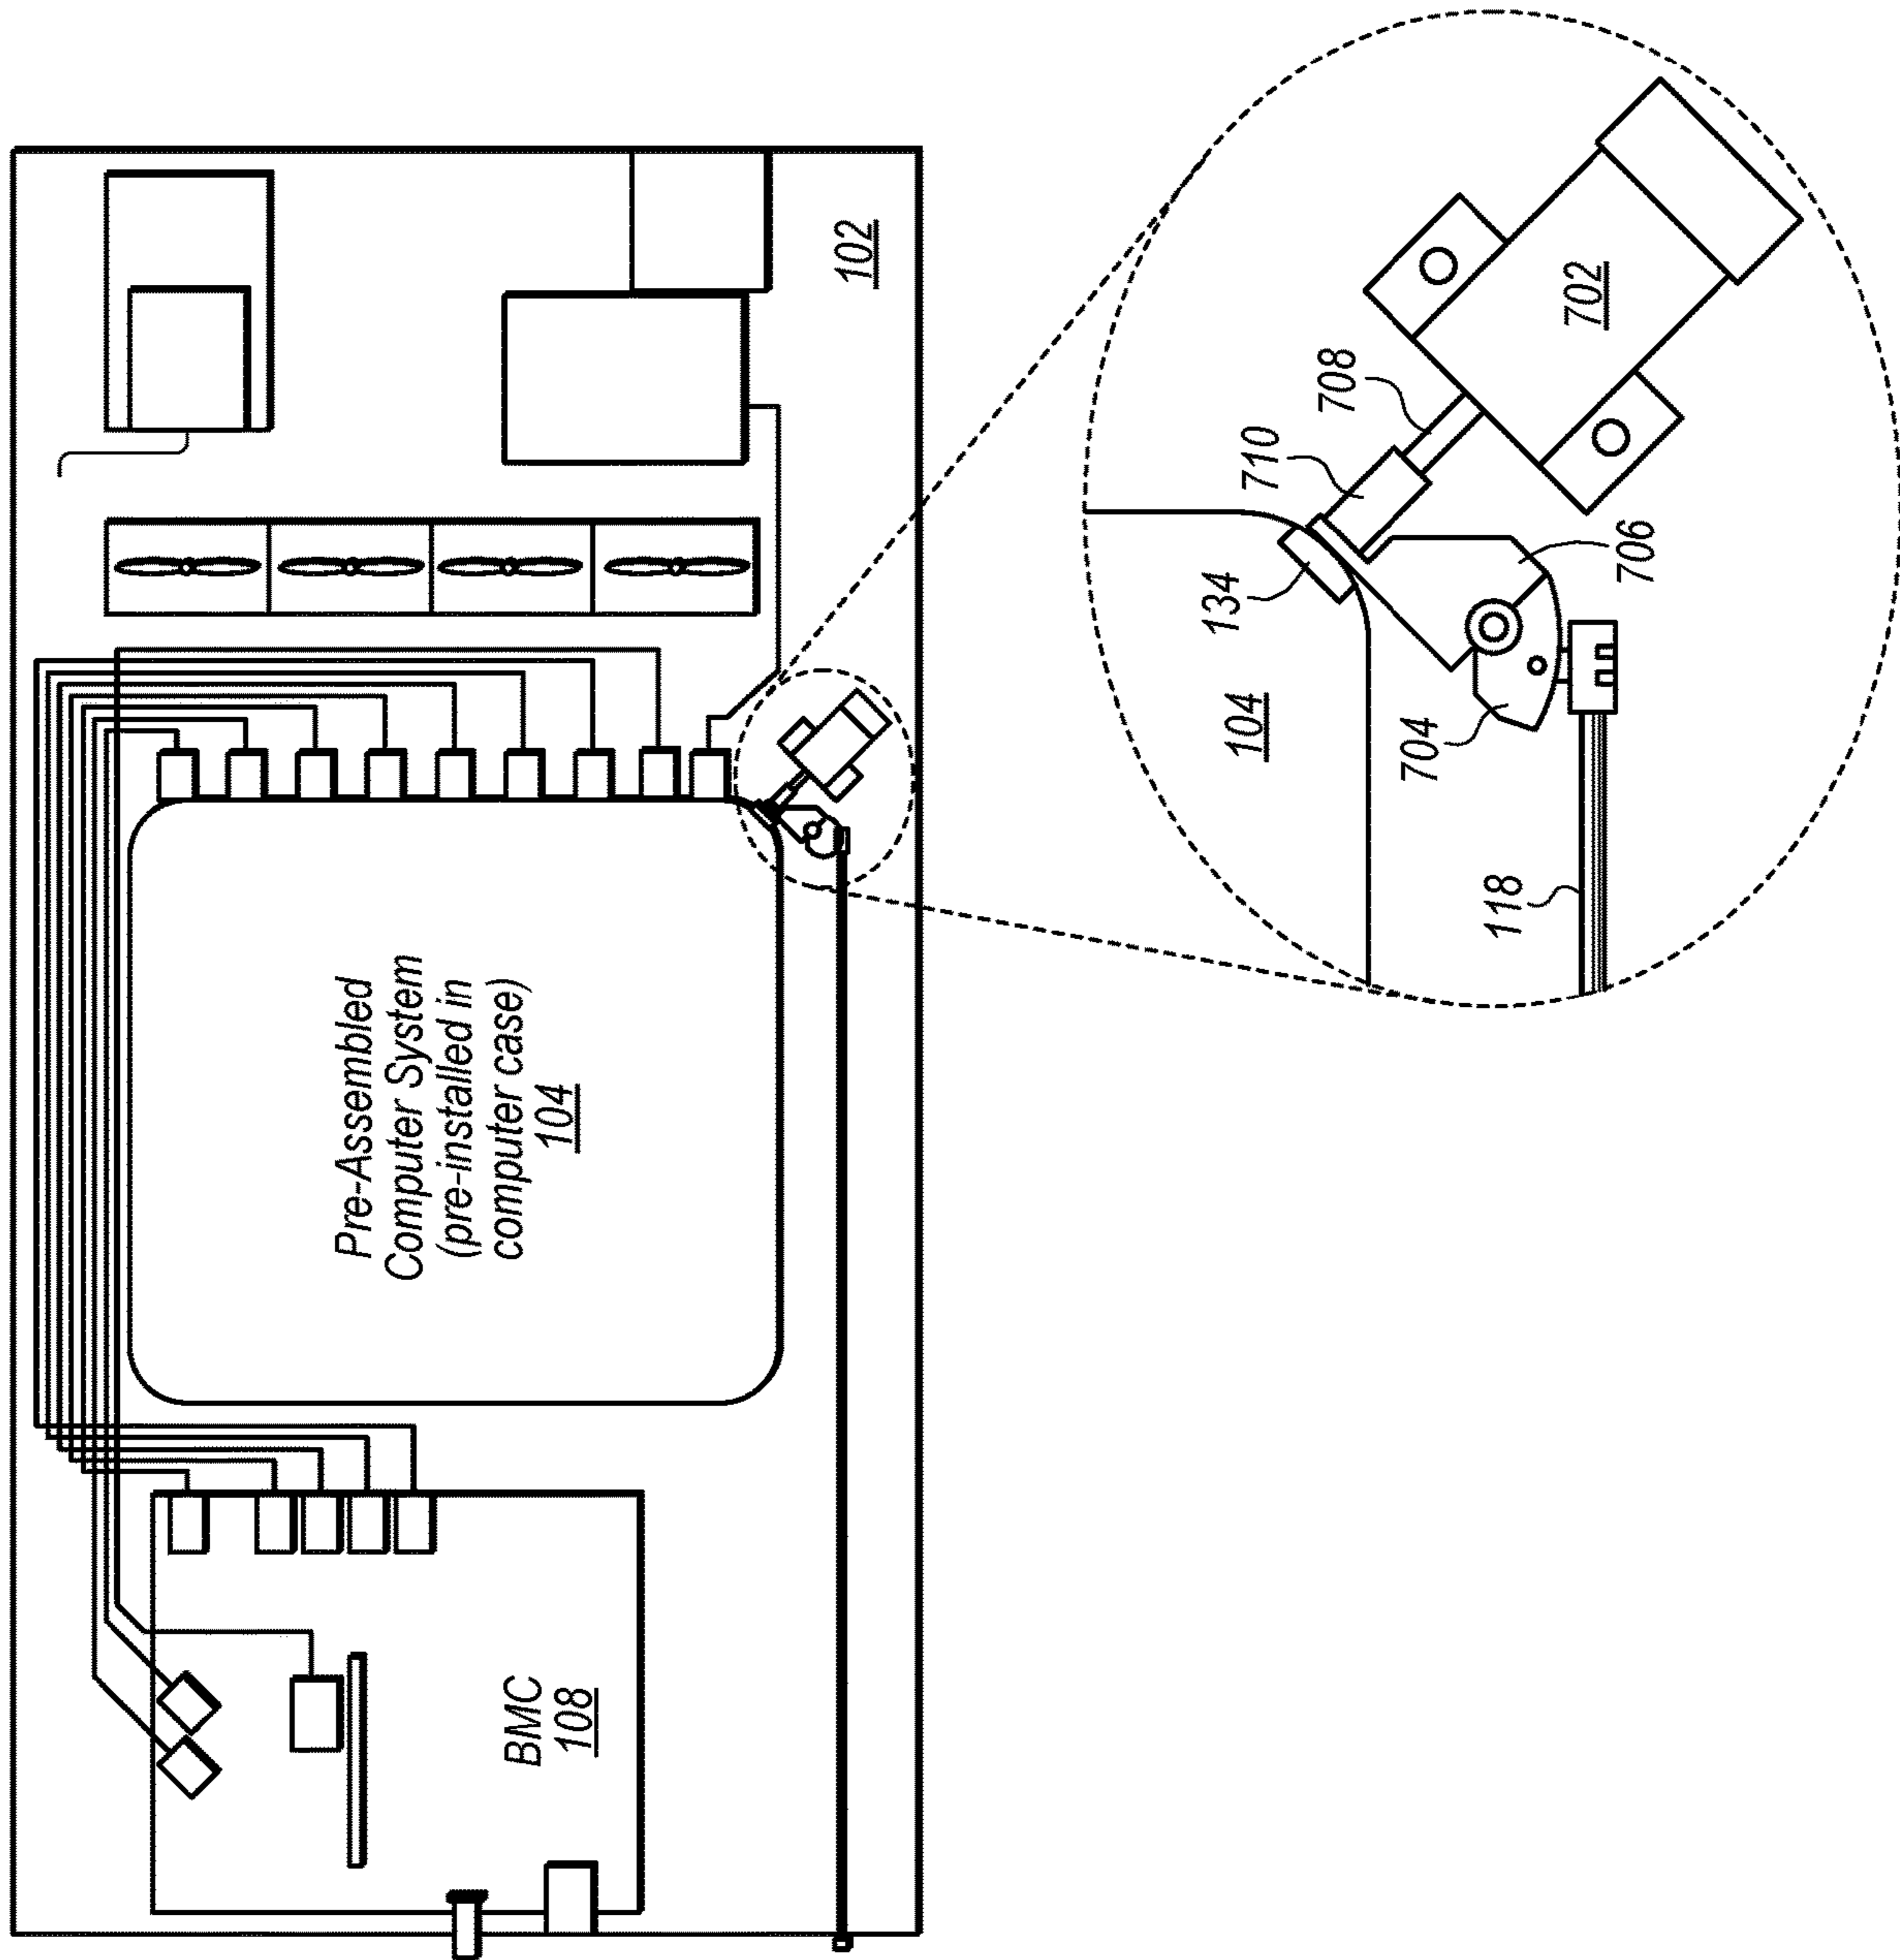 Pre-Assembled
Computer System
(pre-installed in
computer case)
104
BMC
108
102
104
134
710
708
702
706
704
118